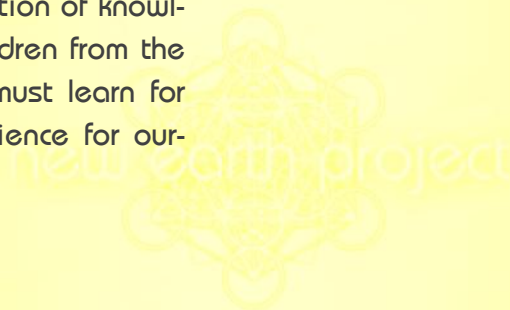 tion of knowl-
dren from the
must learn for
ience for our-
new earth project